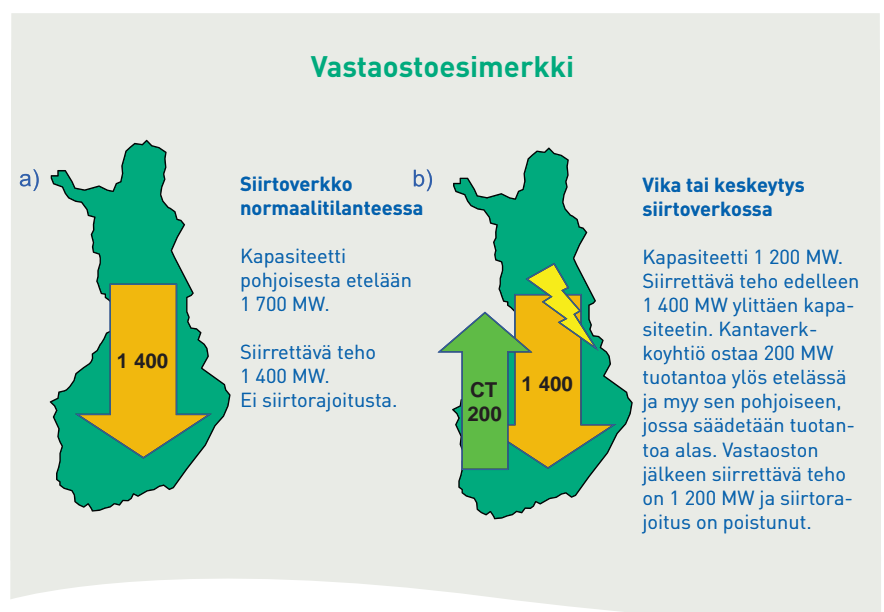 Vastaostoesimerkki
a)
Siirtoverkko
normaalitilanteessa
Kapasiteetti
pohjoisesta etelään
1 700 MW.
Siirrettävä teho
1 400 MW.
Ei siirtorajoitusta.
1 400
b)
Vika tai keskeytys
siirtoverkossa
Kapasiteetti 1 200 MW.
Siirrettävä teho edelleen
1 400 MW ylittäen kapa-
siteetin. Kantaverk-
koyhtiö ostaa 200 MW
tuotantoa ylös etelässä
ja myy sen pohjoiseen,
jossa säädetään tuotan-
toa alas. Vastaoston
jälkeen siirrettävä teho
on 1 200 MW ja siirtora-
joitus on poistunut.
CT
200
1 400